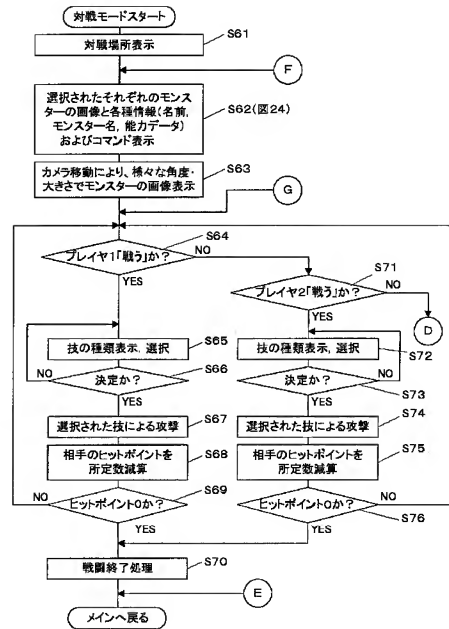 対戦モードスタート
対戦場所表示
S61
F
選択されたそれぞれのモンス
ターの画像と各種情報(名前,
モンスター名, 能力データ)
およびコマンド表示
S62(図24)
カメラ移動により、様々な角度・
大きさでモンスターの画像表示
S63
G
プレイヤ1「戦う」か?
S64
NO
YES
プレイヤ2「戦う」か?
S71
NO
YES
D
技の種類表示, 選択
S65
決定か?
S66
NO
YES
選択された技による攻撃
S67
相手のヒットポイントを
所定数減算
S68
ヒットポイント0か?
S69
NO
YES
技の種類表示, 選択
S72
決定か?
S73
NO
YES
選択された技による攻撃
S74
相手のヒットポイントを
所定数減算
S75
ヒットポイント0か?
S76
NO
YES
戦闘終了処理
S70
E
メインへ戻る